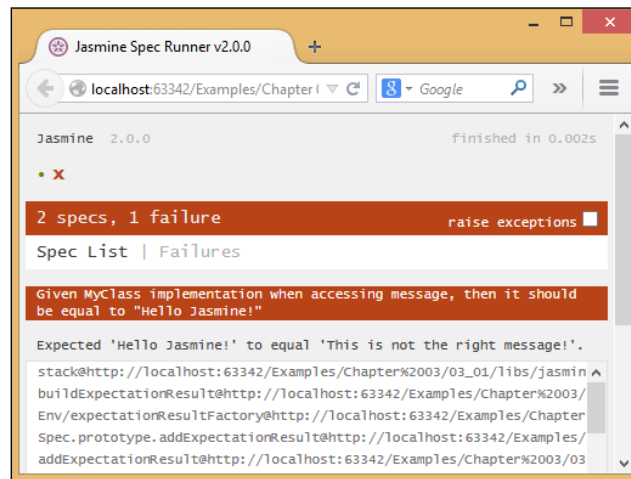 Jasmine Spec Runner v2.0.0
localhost:63342/Examples/Chapter
Google
Jasmine 2.0.0 finished in 0.002s
• x
2 specs, 1 failure raise exceptions
Spec List | Failures
Given MyClass implementation when accessing message, then it should
be equal to "Hello Jasmine!"
Expected 'Hello Jasmine!' to equal 'This is not the right message!'.
stack@http://localhost:63342/Examples/Chapter%2003/03_01/libs/jasmin
buildExpectationResult@http://localhost:63342/Examples/Chapter%2003/
Env/expectationResultFactory@http://localhost:63342/Examples/Chapter
Spec.prototype.addExpectationResult@http://localhost:63342/Examples/
addExpectationResult@http://localhost:63342/Examples/Chapter%2003/03